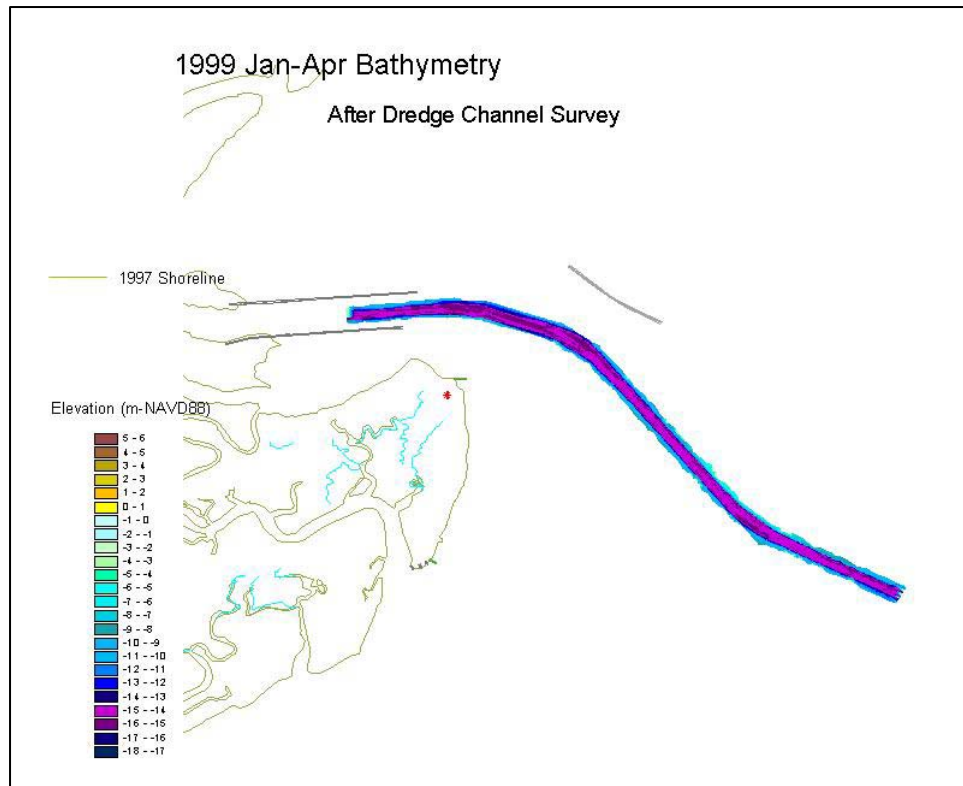 1999 Jan-Apr Bathymetry
After Dredge Channel Survey
1997 Shoreline
Elevation (m-NAVD88)
5 - 6
4 - 5
3 - 4
2 - 3
1 - 2
0 - 1
-1 - 0
-2 - -1
-3 - -2
-4 - -3
-5 - -4
-6 - -5
-7 - -6
-8 - -7
-9 - -8
-10 - -9
-11 - -10
-12 - -11
-13 - -12
-14 - -13
-15 - -14
-16 - -15
-17 - -16
-18 - -17